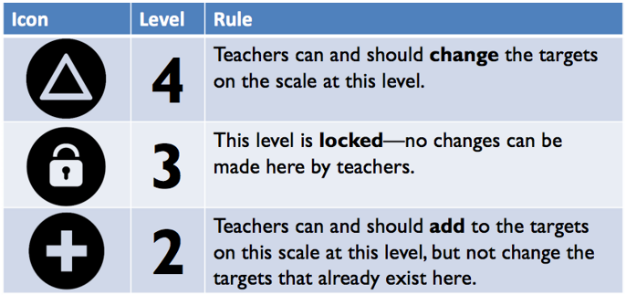 Icon Level Rule
4 Teachers can and should change the targets
on the scale at this level.
3 This level is locked—no changes can be
made here by teachers.
2 Teachers can and should add to the targets
on this scale at this level, but not change the
targets that already exist here.